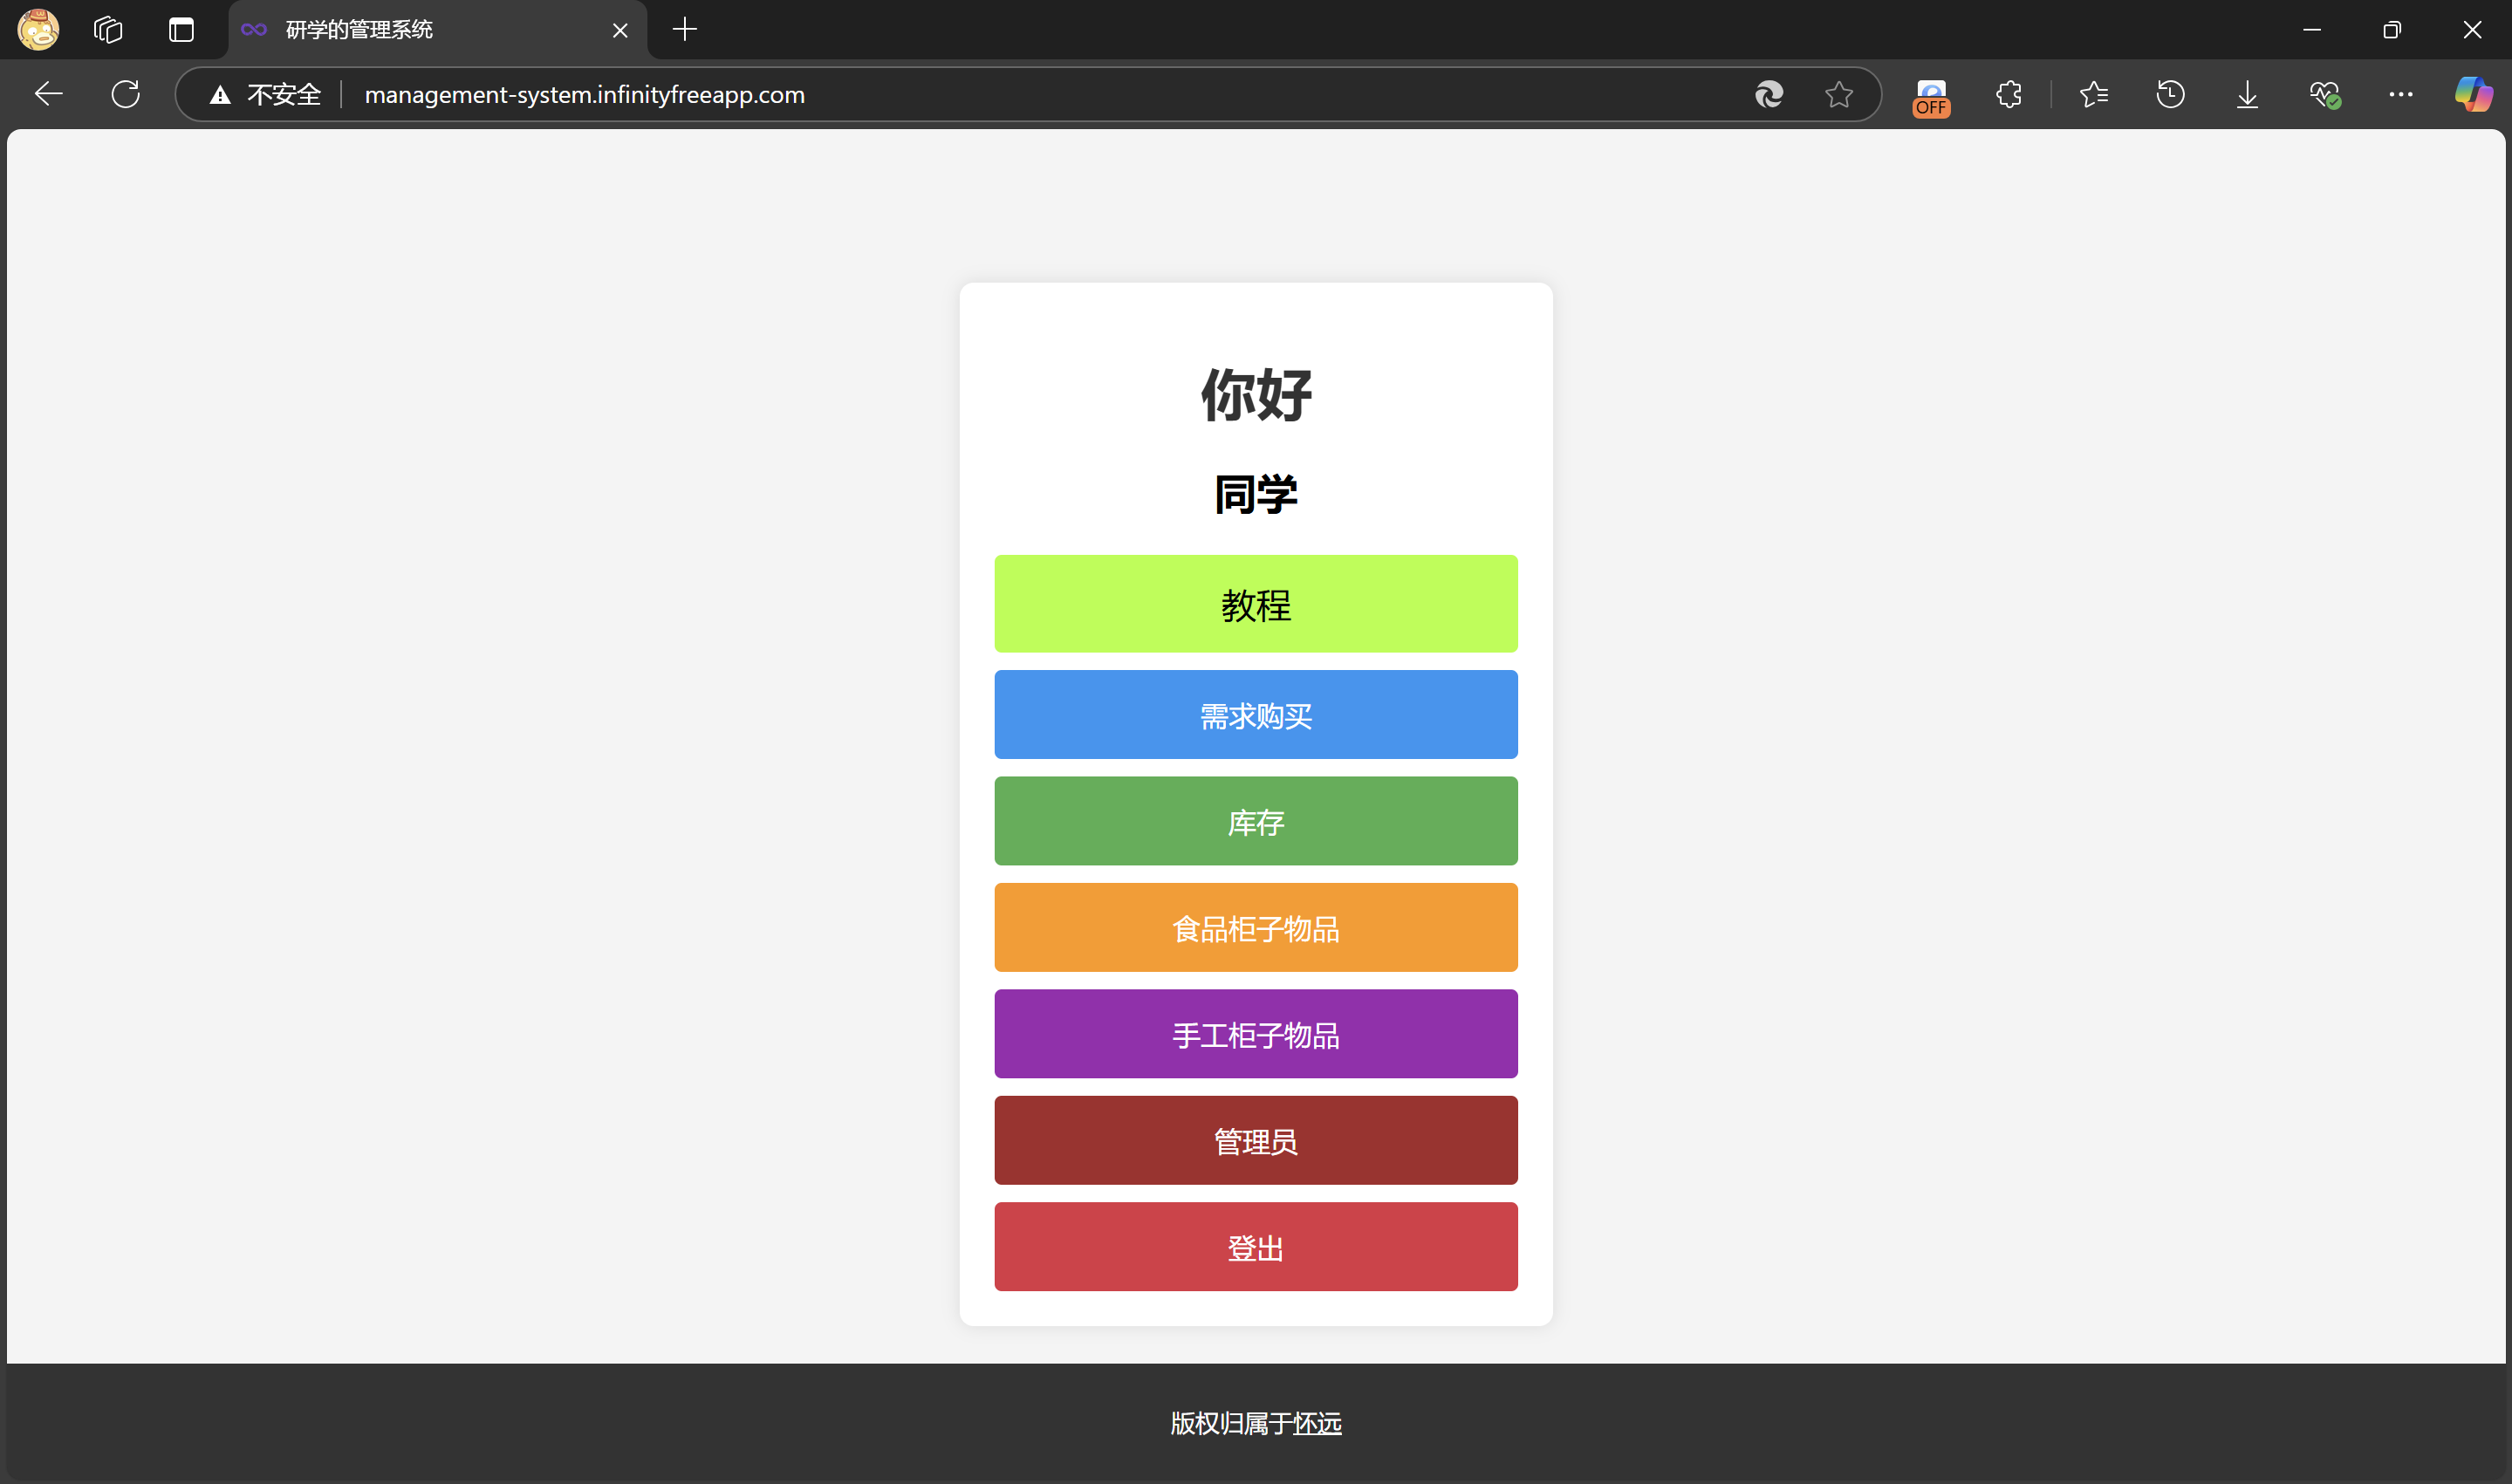 研学的管理系统
不安全
management-system.infinityfreeapp.com
OFF
你好
同学
教程
需求购买
库存
食品柜子物品
手工柜子物品
管理员
登出
版权归属于怀远